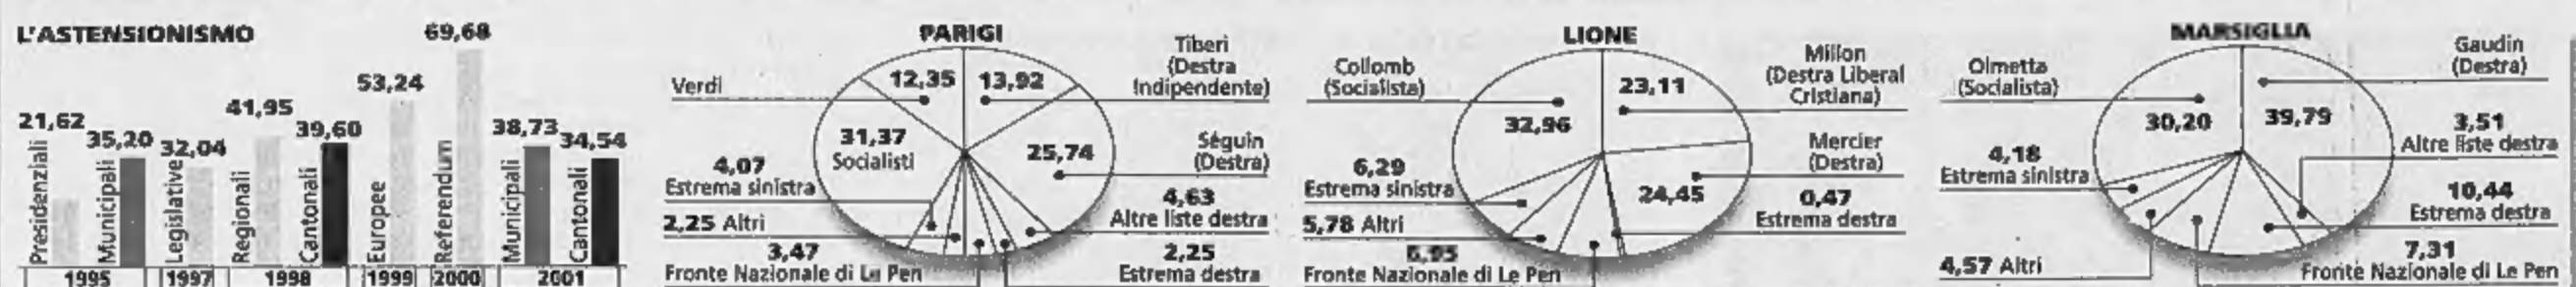 L'ASTENSIONISMO
21,62
Presidenziali
35,20
Municipali
32,04
Legislative
41,95
Regionali
39,60
Cantonali
53,24
Europee
69,68
Referendum
38,73
Municipali
34,54
Cantonali
1995
1997
1998
1999
2000
2001
PARIGI
Verdi
12,35
13,92
Tiberi
(Destra
Indipendente)
31,37
Socialisti
25,74
Séguin
(Destra)
4,07
Estrema sinistra
4,63
Altre liste destra
2,25 Altri
3,47
Fronte Nazionale di Le Pen
2,25
Estrema destra
LIONE
Collomb
(Socialista)
32,96
23,11
Millon
(Destra Liberal
Cristiana)
Mercier
(Destra)
24,45
6,29
Estrema sinistra
0,47
Estrema destra
5,78 Altri
6,95
Fronte Nazionale di Le Pen
MARSIGLIA
Olmetta
(Socialista)
30,20
39,79
Gaudin
(Destra)
3,51
Altre liste destra
4,18
Estrema sinistra
10,44
Estrema destra
4,57 Altri
7,31
Fronte Nazionale di Le Pen